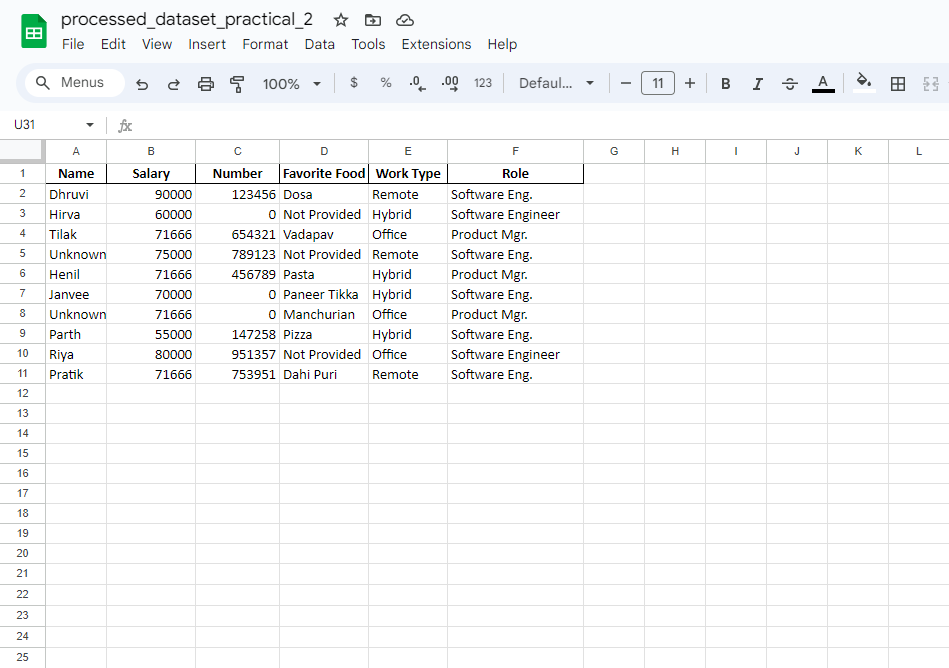 processed_dataset_practical_2
File Edit View Insert Format Data Tools Extensions Help
Menus 100% $ % .0 .00 123 Defaul... − 11 + B I S A
U31 fx
A B C D E F G H I J K L
1 Name Salary Number Favorite Food Work Type Role
2 Dhruvi 90000 123456 Dosa Remote Software Eng.
3 Hirva 60000 0 Not Provided Hybrid Software Engineer
4 Tilak 71666 654321 Vadapav Office Product Mgr.
5 Unknown 75000 789123 Not Provided Remote Software Eng.
6 Henil 71666 456789 Pasta Hybrid Product Mgr.
7 Janvee 70000 0 Paneer Tikka Hybrid Software Eng.
8 Unknown 71666 0 Manchurian Office Product Mgr.
9 Parth 55000 147258 Pizza Hybrid Software Eng.
10 Riya 80000 951357 Not Provided Office Software Engineer
11 Pratik 71666 753951 Dahi Puri Remote Software Eng.
12
13
14
15
16
17
18
19
20
21
22
23
24
25